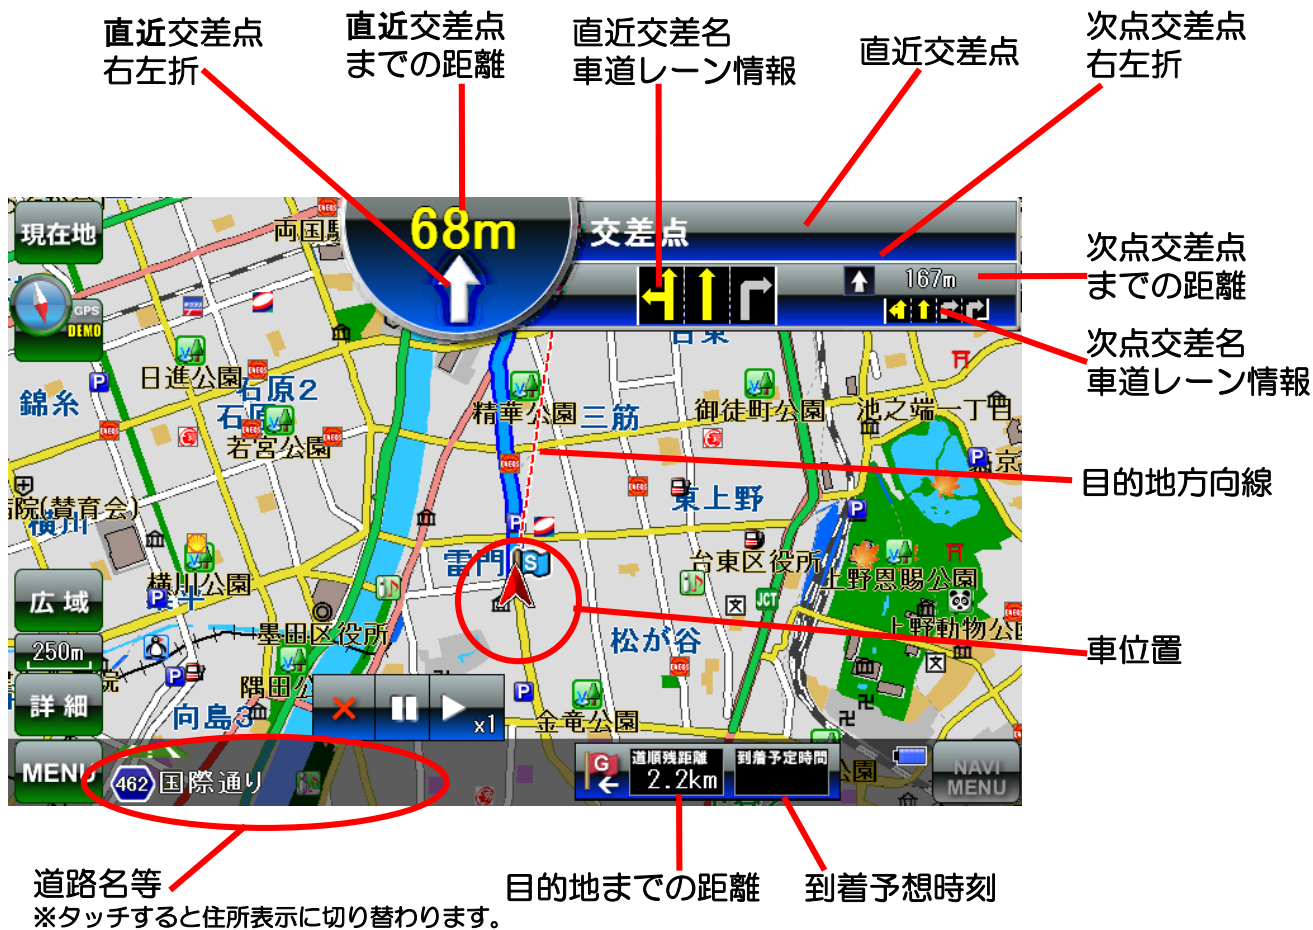 直近交差点
右左折
直近交差点
までの距離
直近交差名
車道レーン情報
直近交差点
次点交差点
右左折
現在地
両国駅
68m
交差点
167m
次点交差点
までの距離
GPS
DEMO
次点交差名
車道レーン情報
台東
日進公園
石原2
錦糸
精華公園
三筋
御徒町公園
池之端一丁目
若宮公園
目的地方向線
東上野
病院(賛育会)
横川
雷門
S
台東区役所
上野恩賜公園
横川公園
JCT
広域
上野動物公園
墨田区役所
松が谷
車位置
250m
隅田公
詳細
向島3
x1
金竜公園
MENU
462
国際通り
G
道順残距離
2.2km
到着予定時間
公園
NAVI
MENU
道路名等
※タッチすると住所表示に切り替わります。
目的地までの距離
到着予想時刻